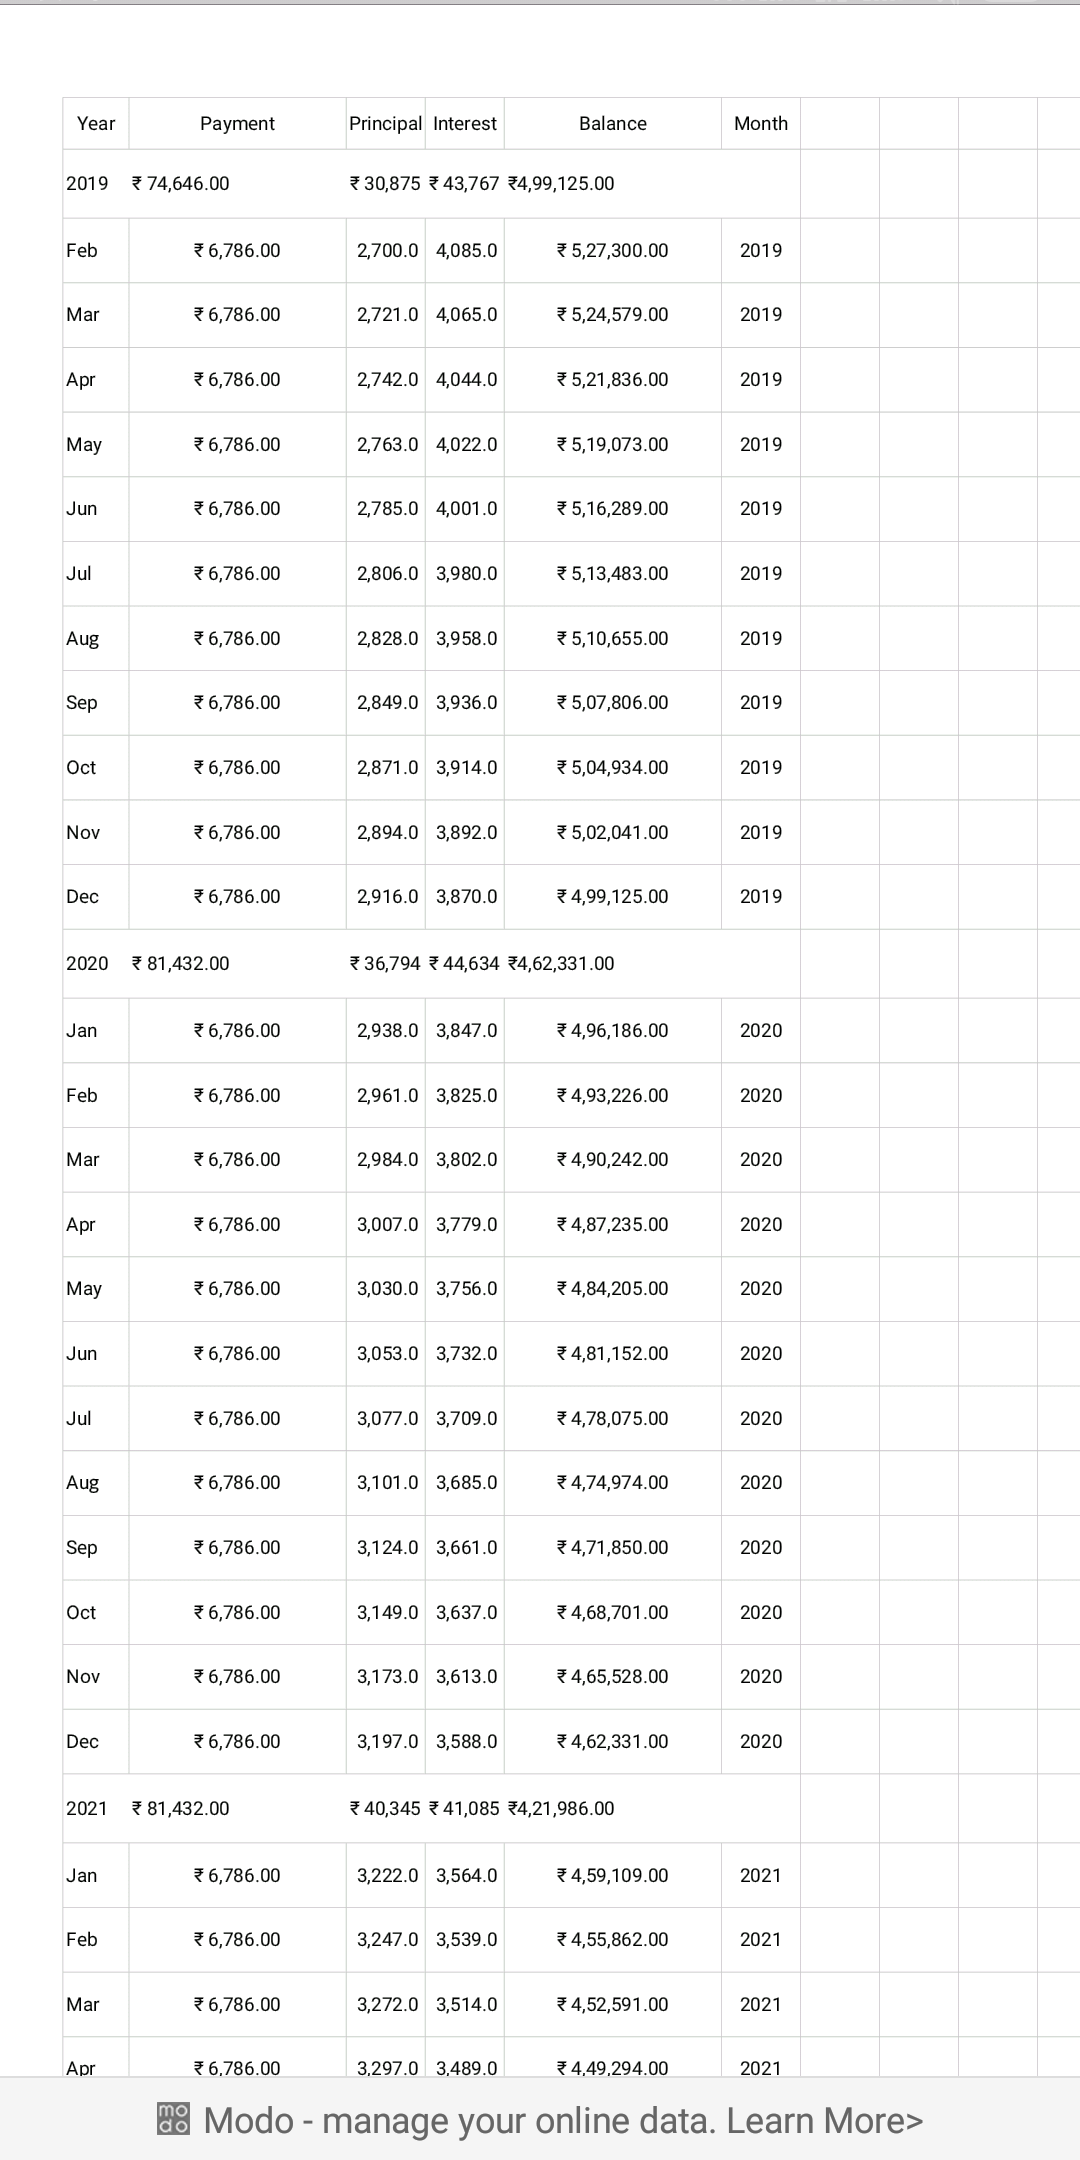 Year Payment Principal Interest Balance Month
2019 ₹ 74,646.00 ₹ 30,875 ₹ 43,767 ₹4,99,125.00
Feb ₹ 6,786.00 2,700.0 4,085.0 ₹ 5,27,300.00 2019
Mar ₹ 6,786.00 2,721.0 4,065.0 ₹ 5,24,579.00 2019
Apr ₹ 6,786.00 2,742.0 4,044.0 ₹ 5,21,836.00 2019
May ₹ 6,786.00 2,763.0 4,022.0 ₹ 5,19,073.00 2019
Jun ₹ 6,786.00 2,785.0 4,001.0 ₹ 5,16,289.00 2019
Jul ₹ 6,786.00 2,806.0 3,980.0 ₹ 5,13,483.00 2019
Aug ₹ 6,786.00 2,828.0 3,958.0 ₹ 5,10,655.00 2019
Sep ₹ 6,786.00 2,849.0 3,936.0 ₹ 5,07,806.00 2019
Oct ₹ 6,786.00 2,871.0 3,914.0 ₹ 5,04,934.00 2019
Nov ₹ 6,786.00 2,894.0 3,892.0 ₹ 5,02,041.00 2019
Dec ₹ 6,786.00 2,916.0 3,870.0 ₹ 4,99,125.00 2019
2020 ₹ 81,432.00 ₹ 36,794 ₹ 44,634 ₹4,62,331.00
Jan ₹ 6,786.00 2,938.0 3,847.0 ₹ 4,96,186.00 2020
Feb ₹ 6,786.00 2,961.0 3,825.0 ₹ 4,93,226.00 2020
Mar ₹ 6,786.00 2,984.0 3,802.0 ₹ 4,90,242.00 2020
Apr ₹ 6,786.00 3,007.0 3,779.0 ₹ 4,87,235.00 2020
May ₹ 6,786.00 3,030.0 3,756.0 ₹ 4,84,205.00 2020
Jun ₹ 6,786.00 3,053.0 3,732.0 ₹ 4,81,152.00 2020
Jul ₹ 6,786.00 3,077.0 3,709.0 ₹ 4,78,075.00 2020
Aug ₹ 6,786.00 3,101.0 3,685.0 ₹ 4,74,974.00 2020
Sep ₹ 6,786.00 3,124.0 3,661.0 ₹ 4,71,850.00 2020
Oct ₹ 6,786.00 3,149.0 3,637.0 ₹ 4,68,701.00 2020
Nov ₹ 6,786.00 3,173.0 3,613.0 ₹ 4,65,528.00 2020
Dec ₹ 6,786.00 3,197.0 3,588.0 ₹ 4,62,331.00 2020
2021 ₹ 81,432.00 ₹ 40,345 ₹ 41,085 ₹4,21,986.00
Jan ₹ 6,786.00 3,222.0 3,564.0 ₹ 4,59,109.00 2021
Feb ₹ 6,786.00 3,247.0 3,539.0 ₹ 4,55,862.00 2021
Mar ₹ 6,786.00 3,272.0 3,514.0 ₹ 4,52,591.00 2021
Apr ₹ 6,786.00 3,297.0 3,489.0 ₹ 4,49,294.00 2021
modo Modo - manage your online data. Learn More>